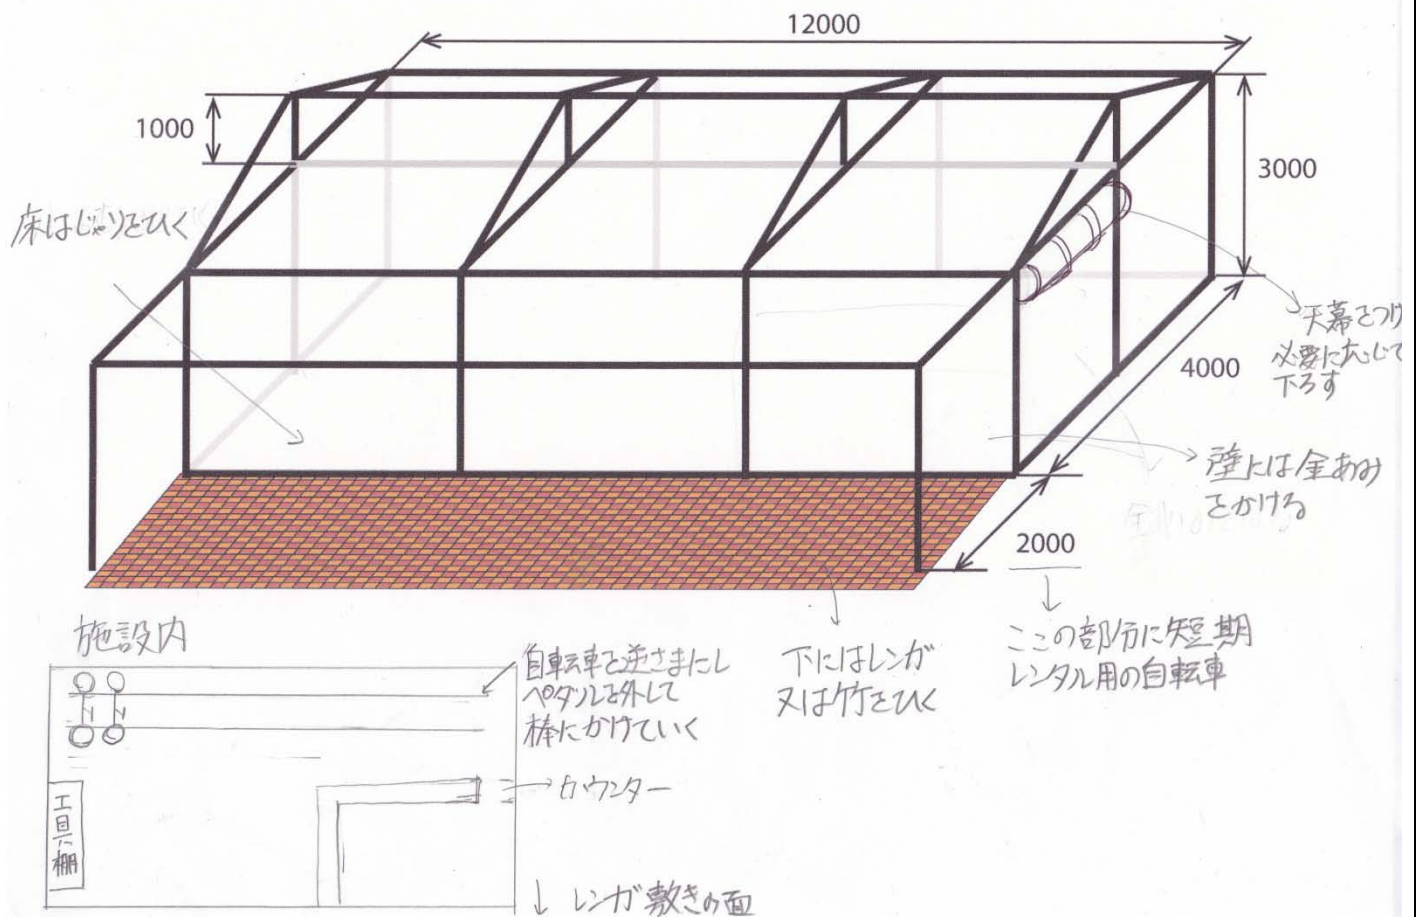 12000
1000
3000
床はじゃりをひく
天幕をつけ
必要に応じて
下ろす
4000
壁には金あみ
をかける
2000
ここの部分に短期
レンタル用の自転車
下にはレンガ
又は竹をひく
施設内
自転車を逆さまにし
ペダルを外して
棒にかけていく
カウンター
工具棚
レンガ敷きの面